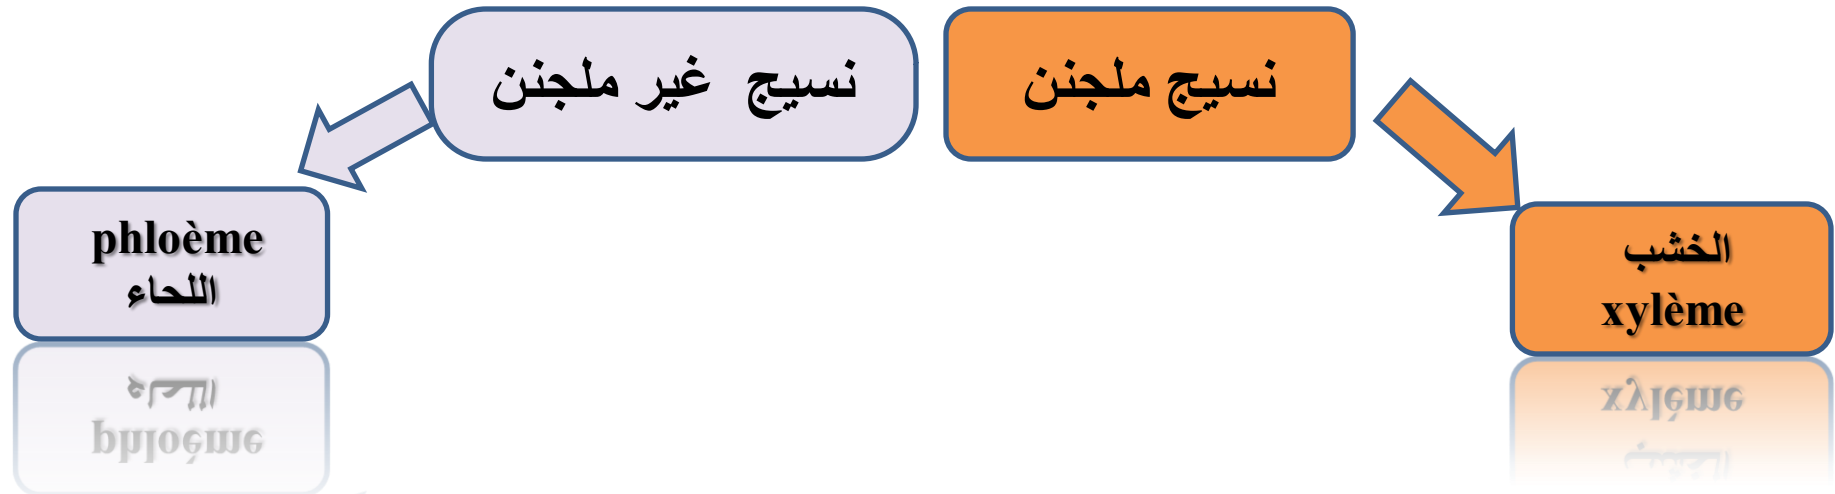 نسيج ملجنن
نسيج غير ملجنن
الخشب
xylème
phloème
اللحاء